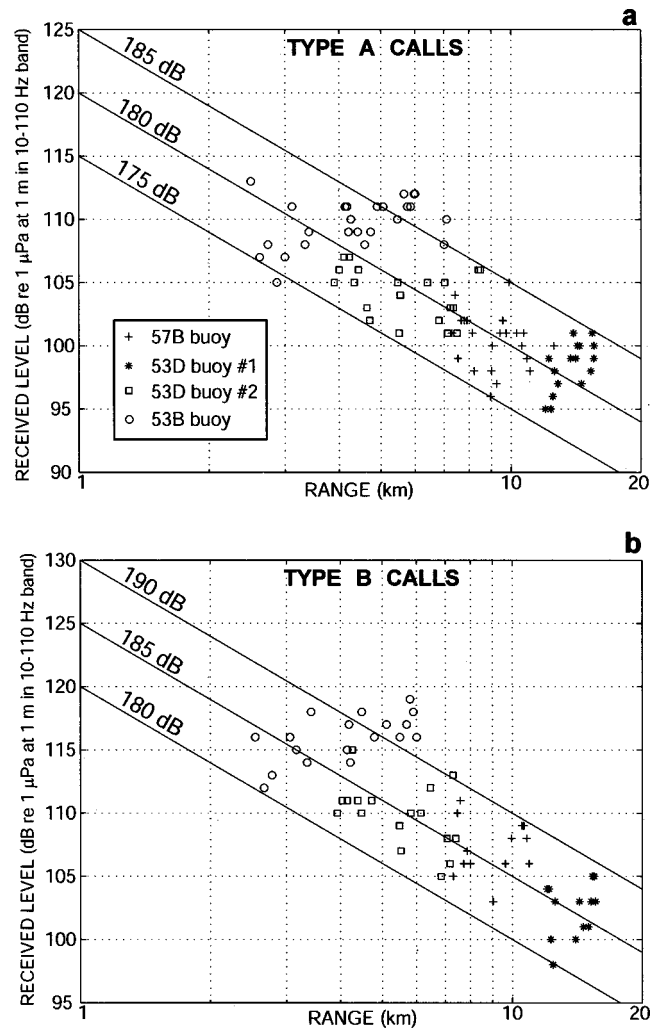 a
TYPE A CALLS
125
120
115
110
105
100
95
90
RECEIVED LEVEL (dB re 1 μPa at 1 m in 10-110 Hz band)
185 dB
180 dB
175 dB
57B buoy
53D buoy #1
53D buoy #2
53B buoy
1
10
20
RANGE (km)
b
TYPE B CALLS
130
125
120
115
110
105
100
95
RECEIVED LEVEL (dB re 1 μPa at 1 m in 10-110 Hz band)
190 dB
185 dB
180 dB
1
10
20
RANGE (km)